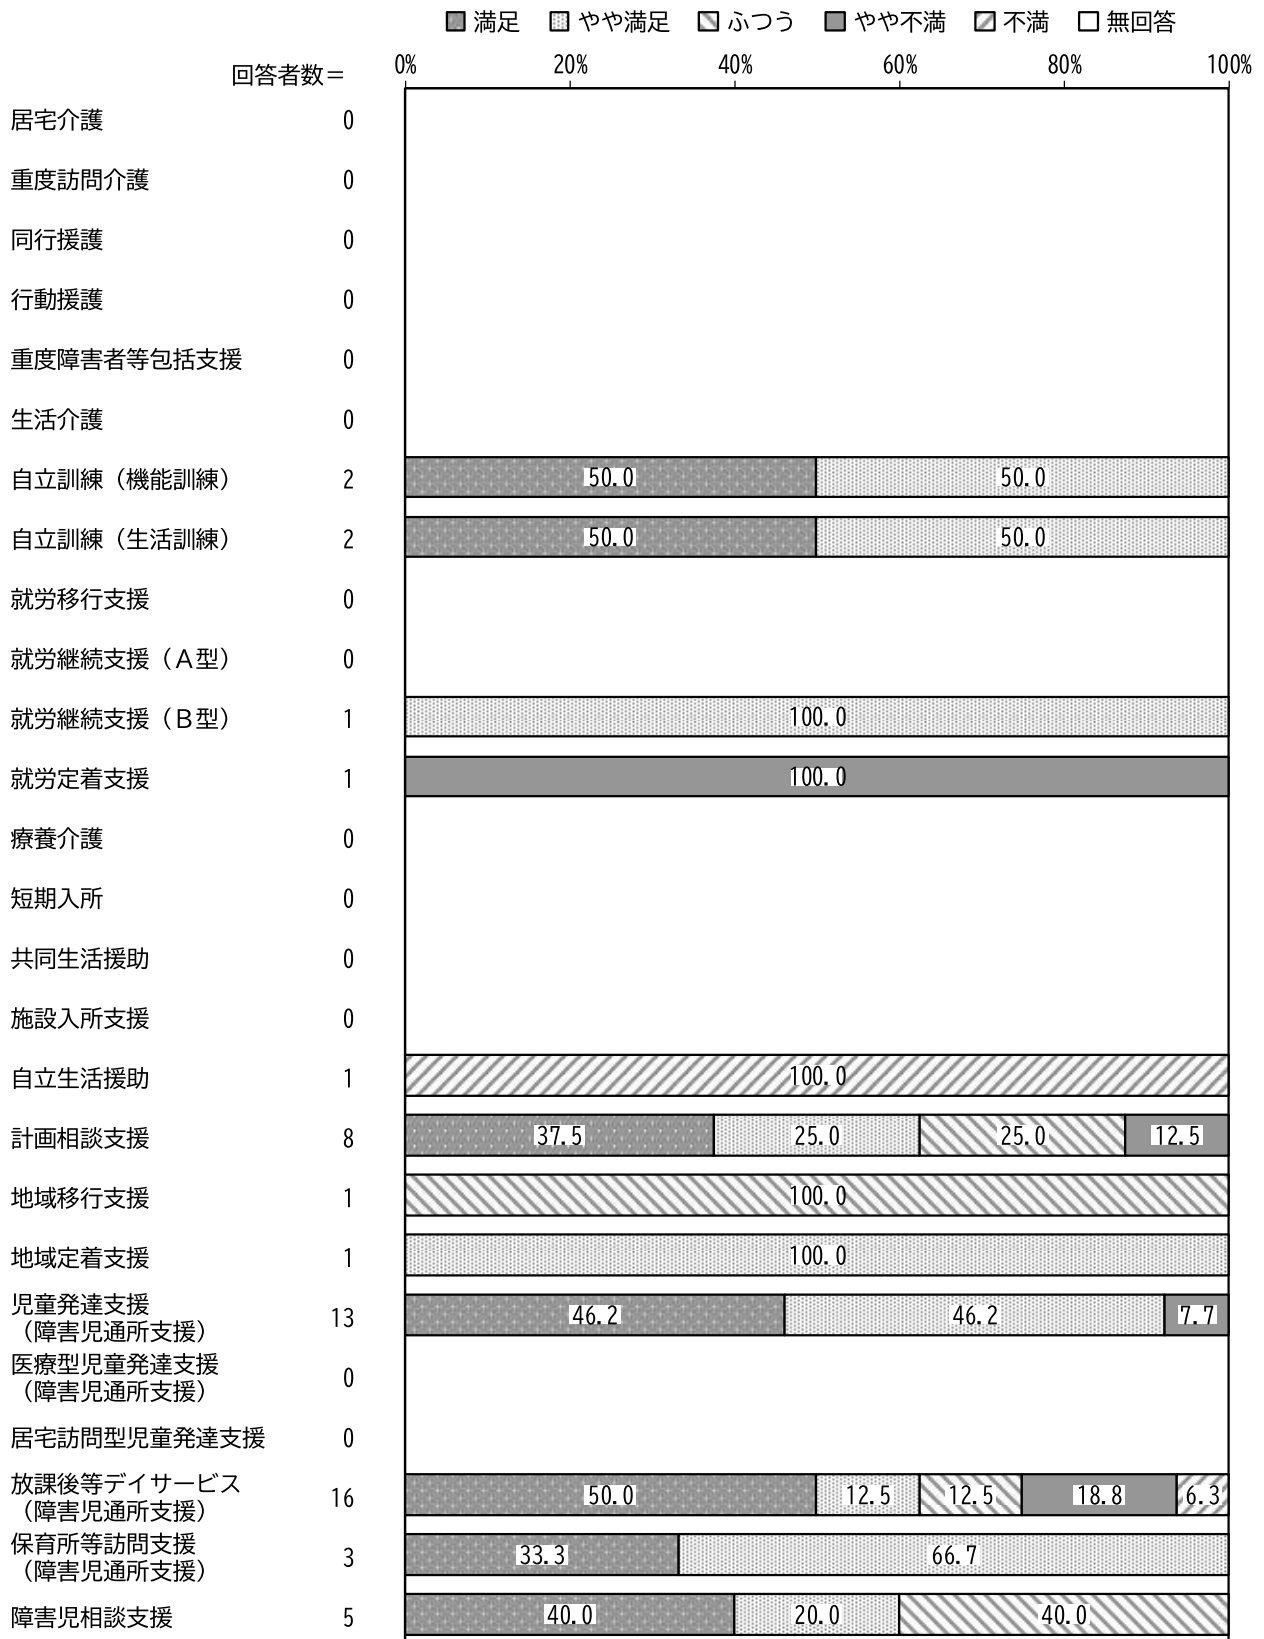 満足 やや満足 ふつう やや不満 不満 無回答
回答者数＝ 0% 20% 40% 60% 80% 100%
居宅介護 0
重度訪問介護 0
同行援護 0
行動援護 0
重度障害者等包括支援 0
生活介護 0
自立訓練（機能訓練） 2 50.0 50.0
自立訓練（生活訓練） 2 50.0 50.0
就労移行支援 0
就労継続支援（Ａ型） 0
就労継続支援（Ｂ型） 1 100.0
就労定着支援 1 100.0
療養介護 0
短期入所 0
共同生活援助 0
施設入所支援 0
自立生活援助 1 100.0
計画相談支援 8 37.5 25.0 25.0 12.5
地域移行支援 1 100.0
地域定着支援 1 100.0
児童発達支援
（障害児通所支援） 13 46.2 46.2 7.7
医療型児童発達支援
（障害児通所支援） 0
居宅訪問型児童発達支援 0
放課後等デイサービス
（障害児通所支援） 16 50.0 12.5 12.5 18.8 6.3
保育所等訪問支援
（障害児通所支援） 3 33.3 66.7
障害児相談支援 5 40.0 20.0 40.0